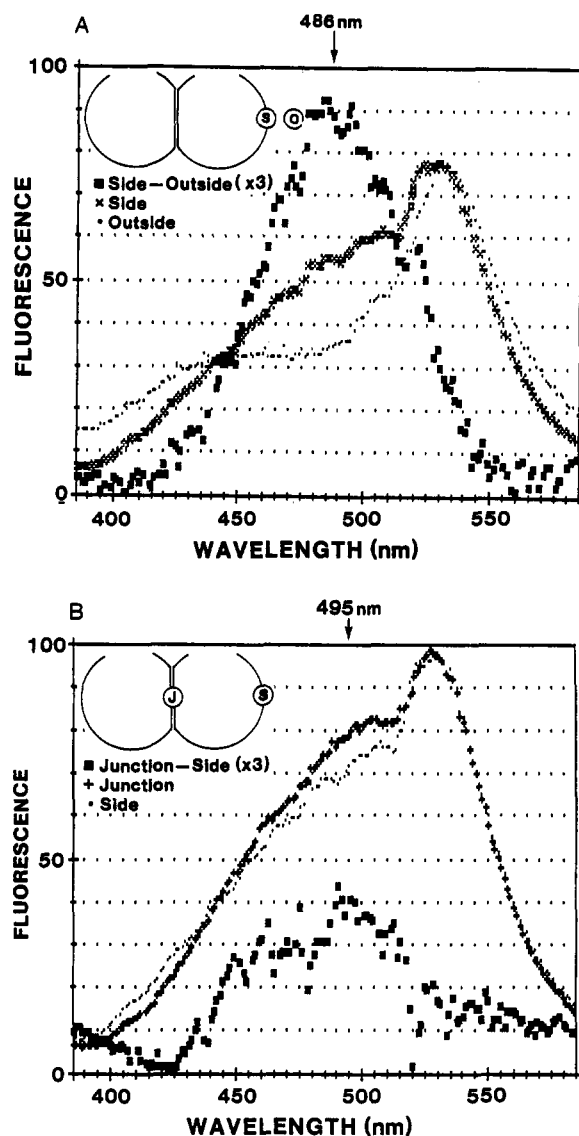 A
486 nm
100
50
0
FLUORESCENCE
S O
■ Side—Outside (x3)
× Side
· Outside
400 450 500 550
WAVELENGTH (nm)
B
495 nm
100
50
0
FLUORESCENCE
J S
■ Junction—Side (x3)
+ Junction
· Side
400 450 500 550
WAVELENGTH (nm)